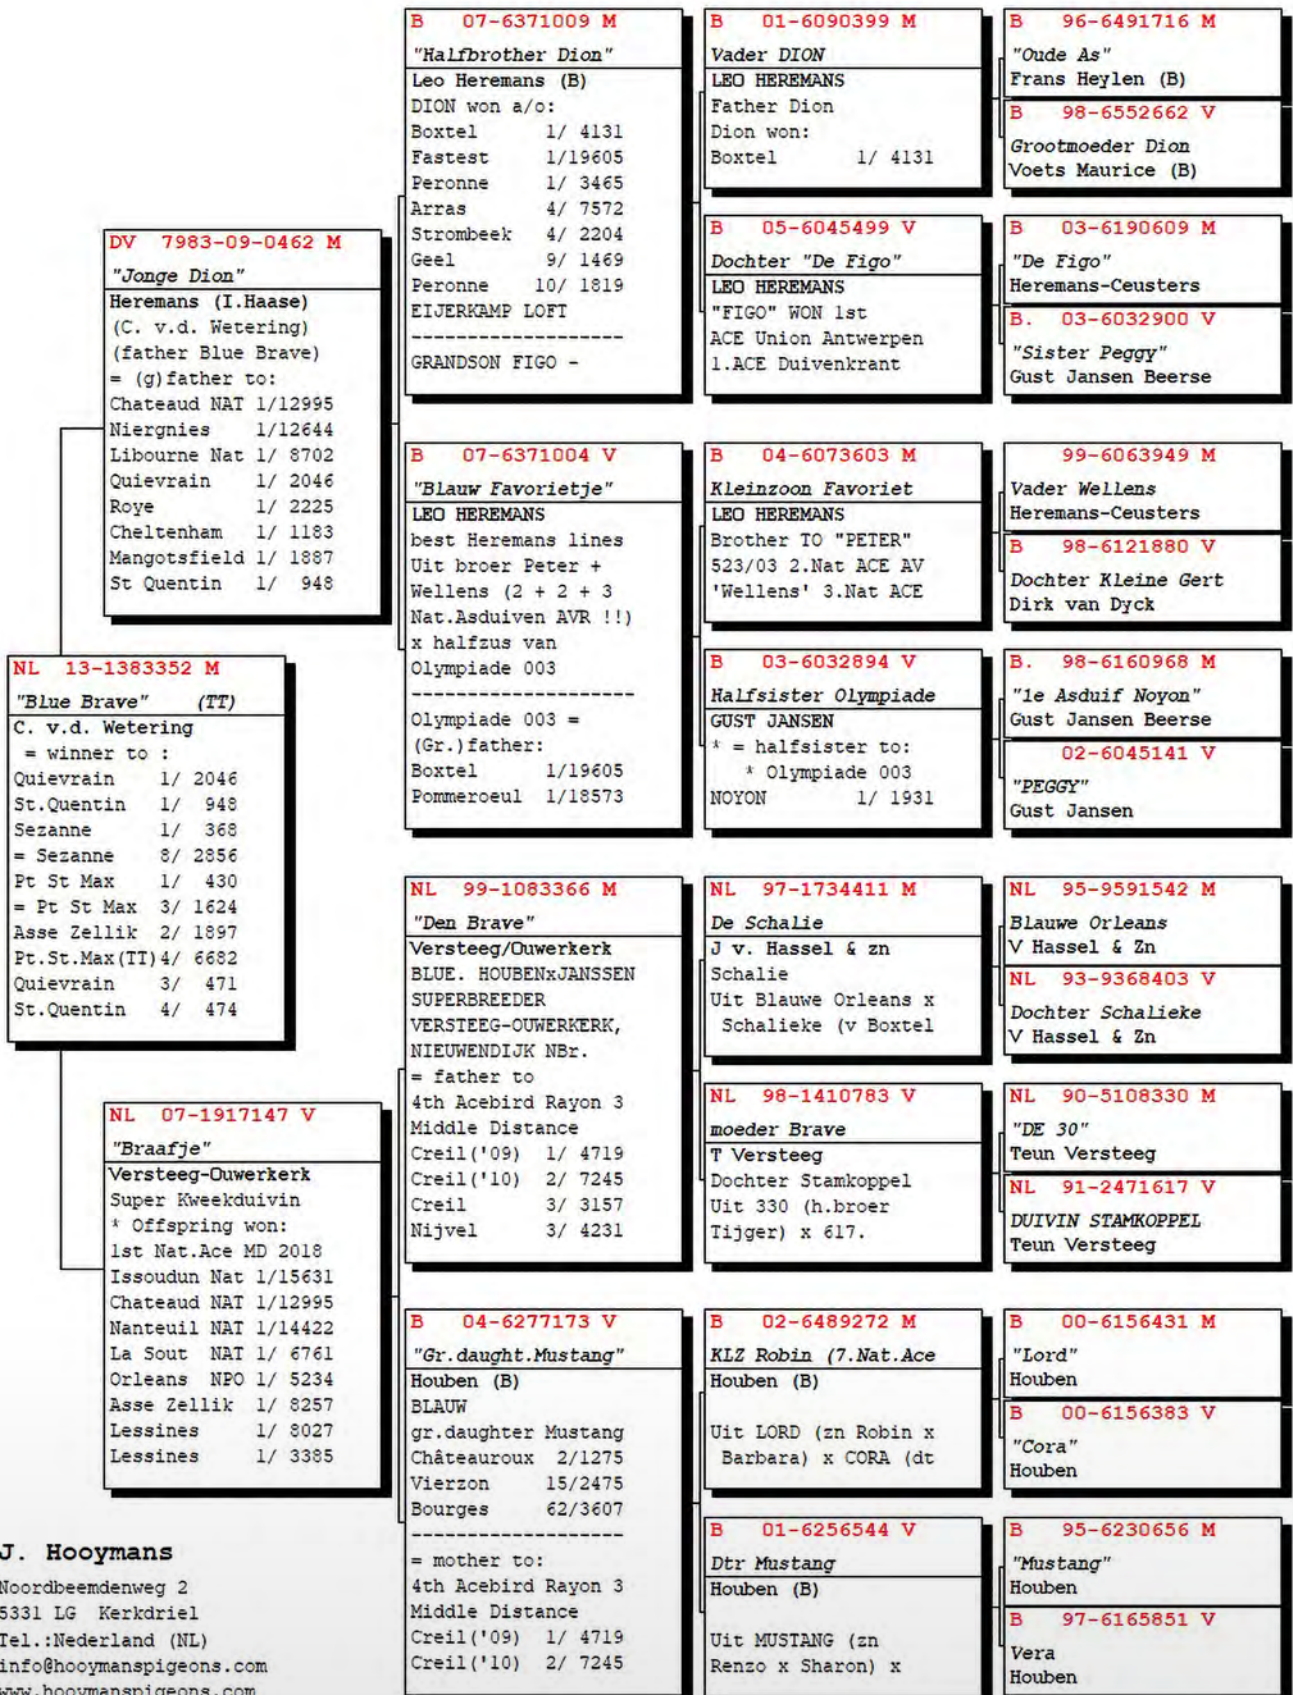 NL 13-1383352 M
"Blue Brave" (TT)
C. v.d. Wetering
= winner to :
Quievrain 1/ 2046
St.Quentin 1/ 948
Sezanne 1/ 368
= Sezanne 8/ 2856
Pt St Max 1/ 430
= Pt St Max 3/ 1624
Asse Zellik 2/ 1897
Pt.St.Max(TT) 4/ 6682
Quievrain 3/ 471
St.Quentin 4/ 474
DV 7983-09-0462 M
"Jonge Dion"
Heremans (I.Haase)
(C. v.d. Wetering)
(father Blue Brave)
= (g)father to:
Chateaud NAT 1/12995
Niergnies 1/12644
Libourne Nat 1/ 8702
Quievrain 1/ 2046
Roye 1/ 2225
Cheltenham 1/ 1183
Mangotsfield 1/ 1887
St Quentin 1/ 948
NL 07-1917147 V
"Braafje"
Versteeg-Ouwerkerk
Super Kweekduivin
* Offspring won:
1st Nat.Ace MD 2018
Issoudun Nat 1/15631
Chateaud NAT 1/12995
Nanteuil NAT 1/14422
La Sout NAT 1/ 6761
Orleans NPO 1/ 5234
Asse Zellik 1/ 8257
Lessines 1/ 8027
Lessines 1/ 3385
B 07-6371009 M
"Halfbrother Dion"
Leo Heremans (B)
DION won a/o:
Boxtel 1/ 4131
Fastest 1/19605
Peronne 1/ 3465
Arras 4/ 7572
Strombeek 4/ 2204
Geel 9/ 1469
Peronne 10/ 1819
EIJERKAMP LOFT
--------------------
GRANDSON FIGO -
B 07-6371004 V
"Blauw Favorietje"
LEO HEREMANS
best Heremans lines
Uit broer Peter +
Wellens (2 + 2 + 3
Nat.Asduiven AVR !!)
x halfzus van
Olympiade 003
---------------------
Olympiade 003 =
(Gr.)father:
Boxtel 1/19605
Pommeroeul 1/18573
NL 99-1083366 M
"Den Brave"
Versteeg/Ouwerkerk
BLUE. HOUBENxJANSSEN
SUPERBREEDER
VERSTEEG-OUWERKERK,
NIEUWENDIJK NBr.
= father to
4th Acebird Rayon 3
Middle Distance
Creil('09) 1/ 4719
Creil('10) 2/ 7245
Creil 3/ 3157
Nijvel 3/ 4231
B 04-6277173 V
"Gr.daught.Mustang"
Houben (B)
BLAUW
gr.daughter Mustang
Châteauroux 2/1275
Vierzon 15/2475
Bourges 62/3607
--------------------
= mother to:
4th Acebird Rayon 3
Middle Distance
Creil('09) 1/ 4719
Creil('10) 2/ 7245
B 01-6090399 M
Vader DION
LEO HEREMANS
Father Dion
Dion won:
Boxtel 1/ 4131
B 05-6045499 V
Dochter "De Figo"
LEO HEREMANS
"FIGO" WON 1st
ACE Union Antwerpen
1.ACE Duivenkrant
B 04-6073603 M
Kleinzoon Favoriet
LEO HEREMANS
Brother TO "PETER"
523/03 2.Nat ACE AV
'Wellens' 3.Nat ACE
B 03-6032894 V
Halfsister Olympiade
GUST JANSEN
* = halfsister to:
* Olympiade 003
NOYON 1/ 1931
NL 97-1734411 M
De Schalie
J v. Hassel & zn
Schalie
Uit Blauwe Orleans x
Schalieke (v Boxtel
NL 98-1410783 V
moeder Brave
T Versteeg
Dochter Stamkoppel
Uit 330 (h.broer
Tijger) x 617.
B 02-6489272 M
KLZ Robin (7.Nat.Ace
Houben (B)
Uit LORD (zn Robin x
Barbara) x CORA (dt
B 01-6256544 V
Dtr Mustang
Houben (B)
Uit MUSTANG (zn
Renzo x Sharon) x
B 96-6491716 M
"Oude As"
Frans Heylen (B)
B 98-6552662 V
Grootmoeder Dion
Voets Maurice (B)
B 03-6190609 M
"De Figo"
Heremans-Ceusters
B. 03-6032900 V
"Sister Peggy"
Gust Jansen Beerse
99-6063949 M
Vader Wellens
Heremans-Ceusters
B 98-6121880 V
Dochter Kleine Gert
Dirk van Dyck
B. 98-6160968 M
"1e Asduif Noyon"
Gust Jansen Beerse
02-6045141 V
"PEGGY"
Gust Jansen
NL 95-9591542 M
Blauwe Orleans
V Hassel & Zn
NL 93-9368403 V
Dochter Schalieke
V Hassel & Zn
NL 90-5108330 M
"DE 30"
Teun Versteeg
NL 91-2471617 V
DUIVIN STAMKOPPEL
Teun Versteeg
B 00-6156431 M
"Lord"
Houben
B 00-6156383 V
"Cora"
Houben
B 95-6230656 M
"Mustang"
Houben
B 97-6165851 V
Vera
Houben
J. Hooymans
Noordbeemdenweg 2
5331 LG Kerkdriel
Tel.:Nederland (NL)
info@hooymanspigeons.com
www.hooymanspigeons.com